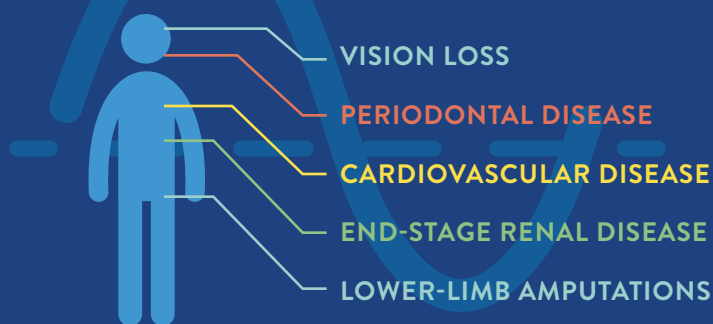 VISION LOSS
PERIODONTAL DISEASE
CARDIOVASCULAR DISEASE
END-STAGE RENAL DISEASE
LOWER-LIMB AMPUTATIONS